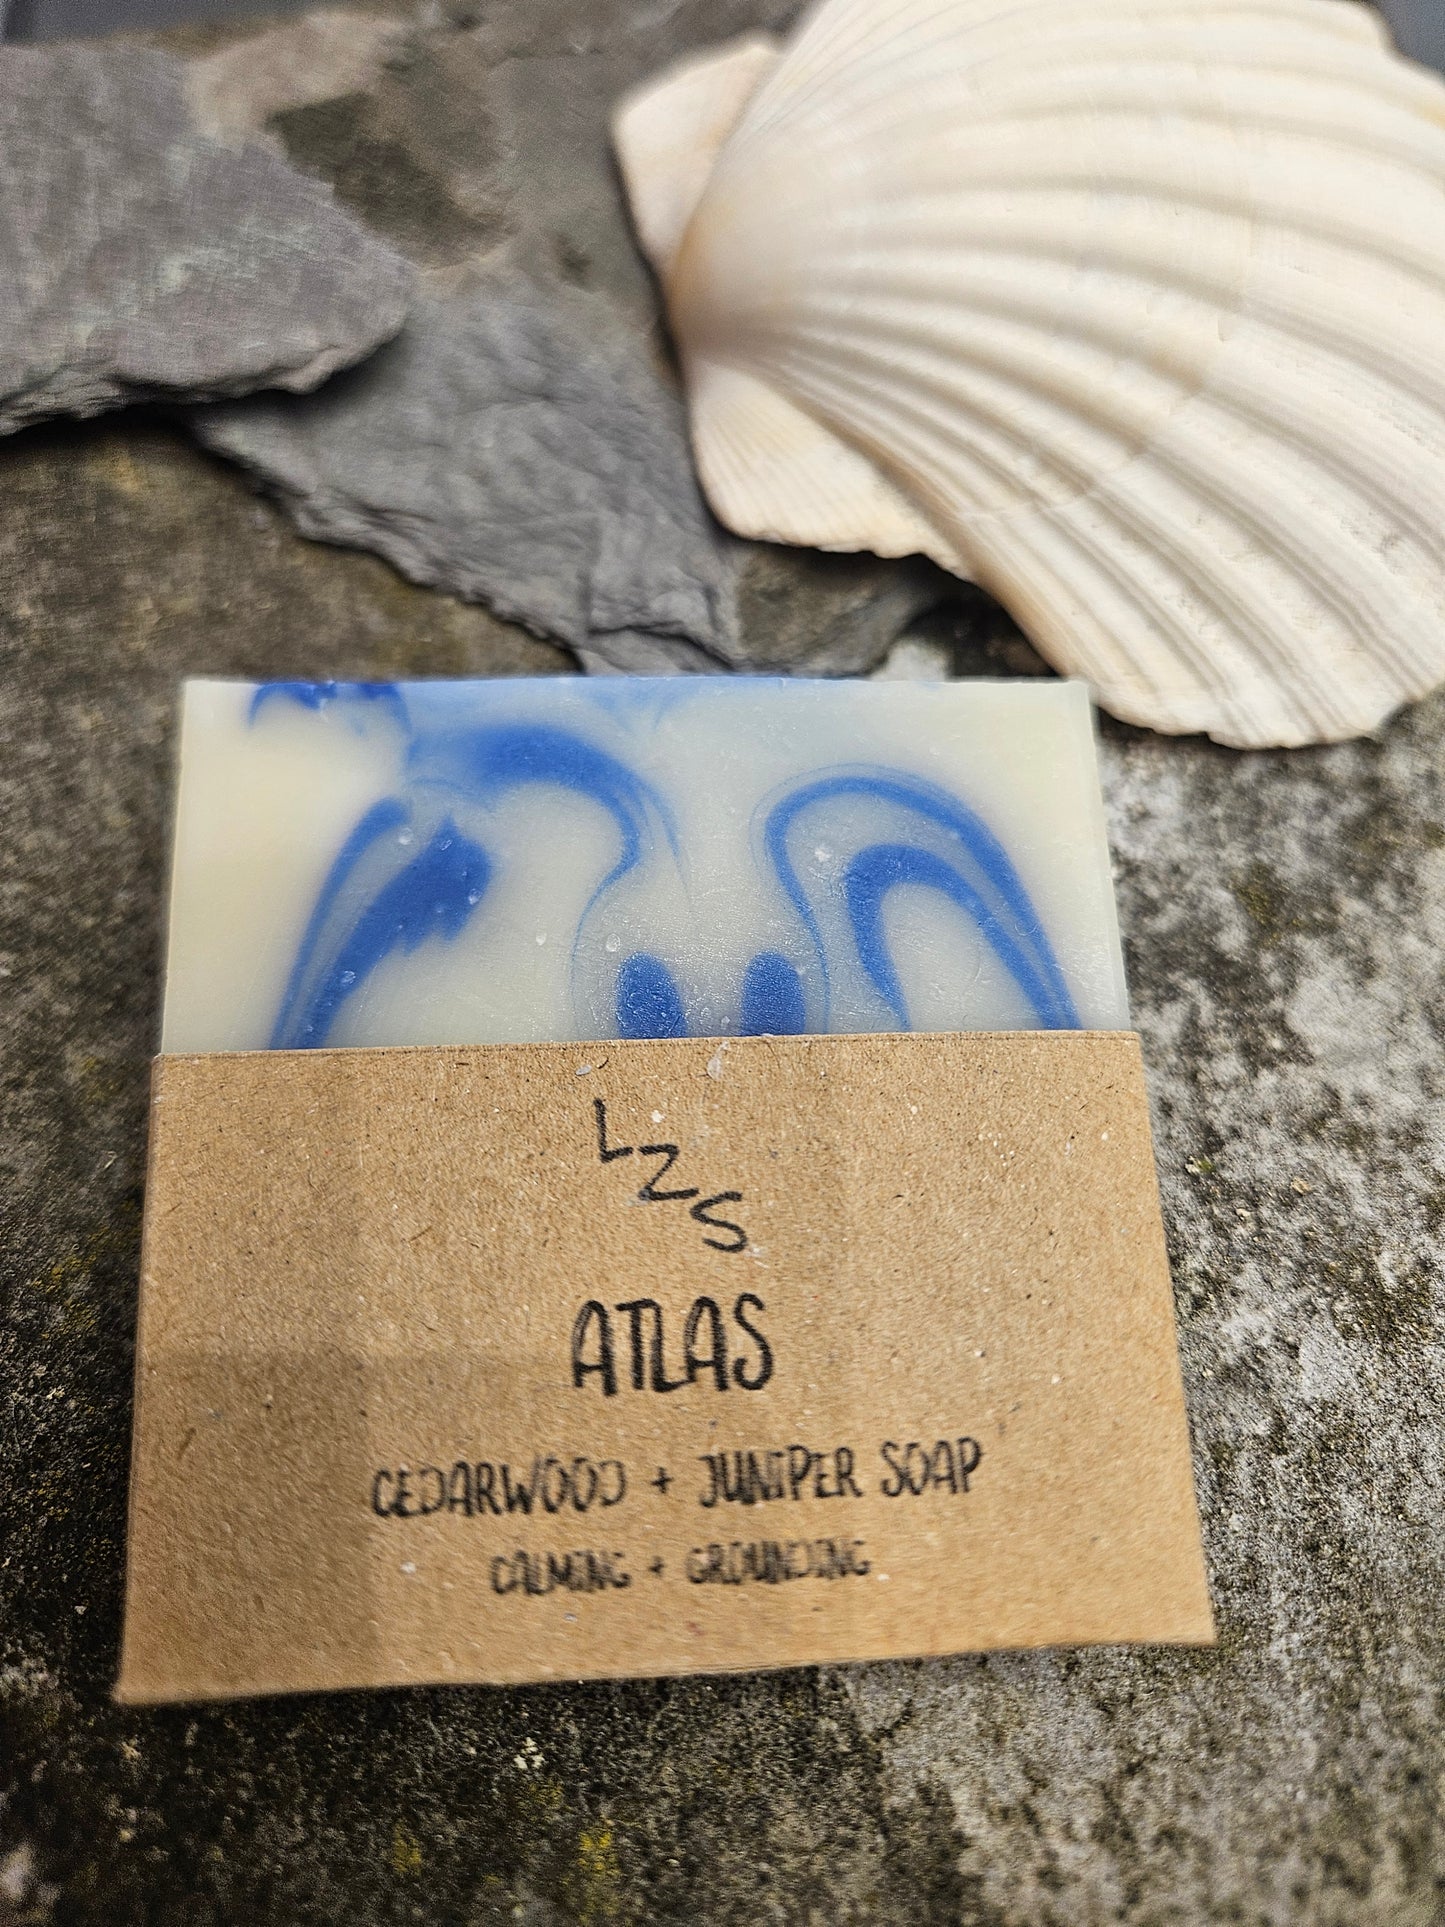 LZS
ATLAS
CEDARWOOD + JUNIPER SOAP
CALMING + GROUNDING